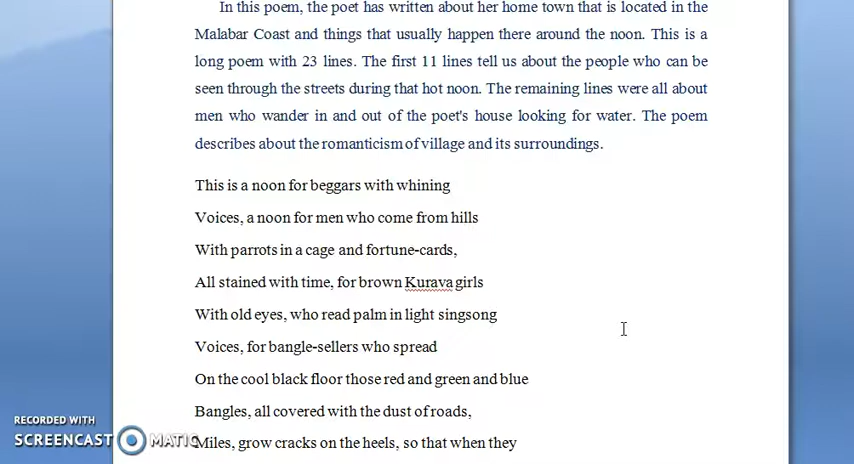 In this poem, the poet has written about her home town that is located in the
Malabar Coast and things that usually happen there around the noon. This is a
long poem with 23 lines. The first 11 lines tell us about the people who can be
seen through the streets during that hot noon. The remaining lines were all about
men who wander in and out of the poet's house looking for water. The poem
describes about the romanticism of village and its surroundings.
This is a noon for beggars with whining
Voices, a noon for men who come from hills
With parrots in a cage and fortune-cards,
All stained with time, for brown Kurava girls
With old eyes, who read palm in light singsong
Voices, for bangle-sellers who spread
On the cool black floor those red and green and blue
Bangles, all covered with the dust of roads,
Miles, grow cracks on the heels, so that when they
RECORDED WITH
SCREENCAST MATIC